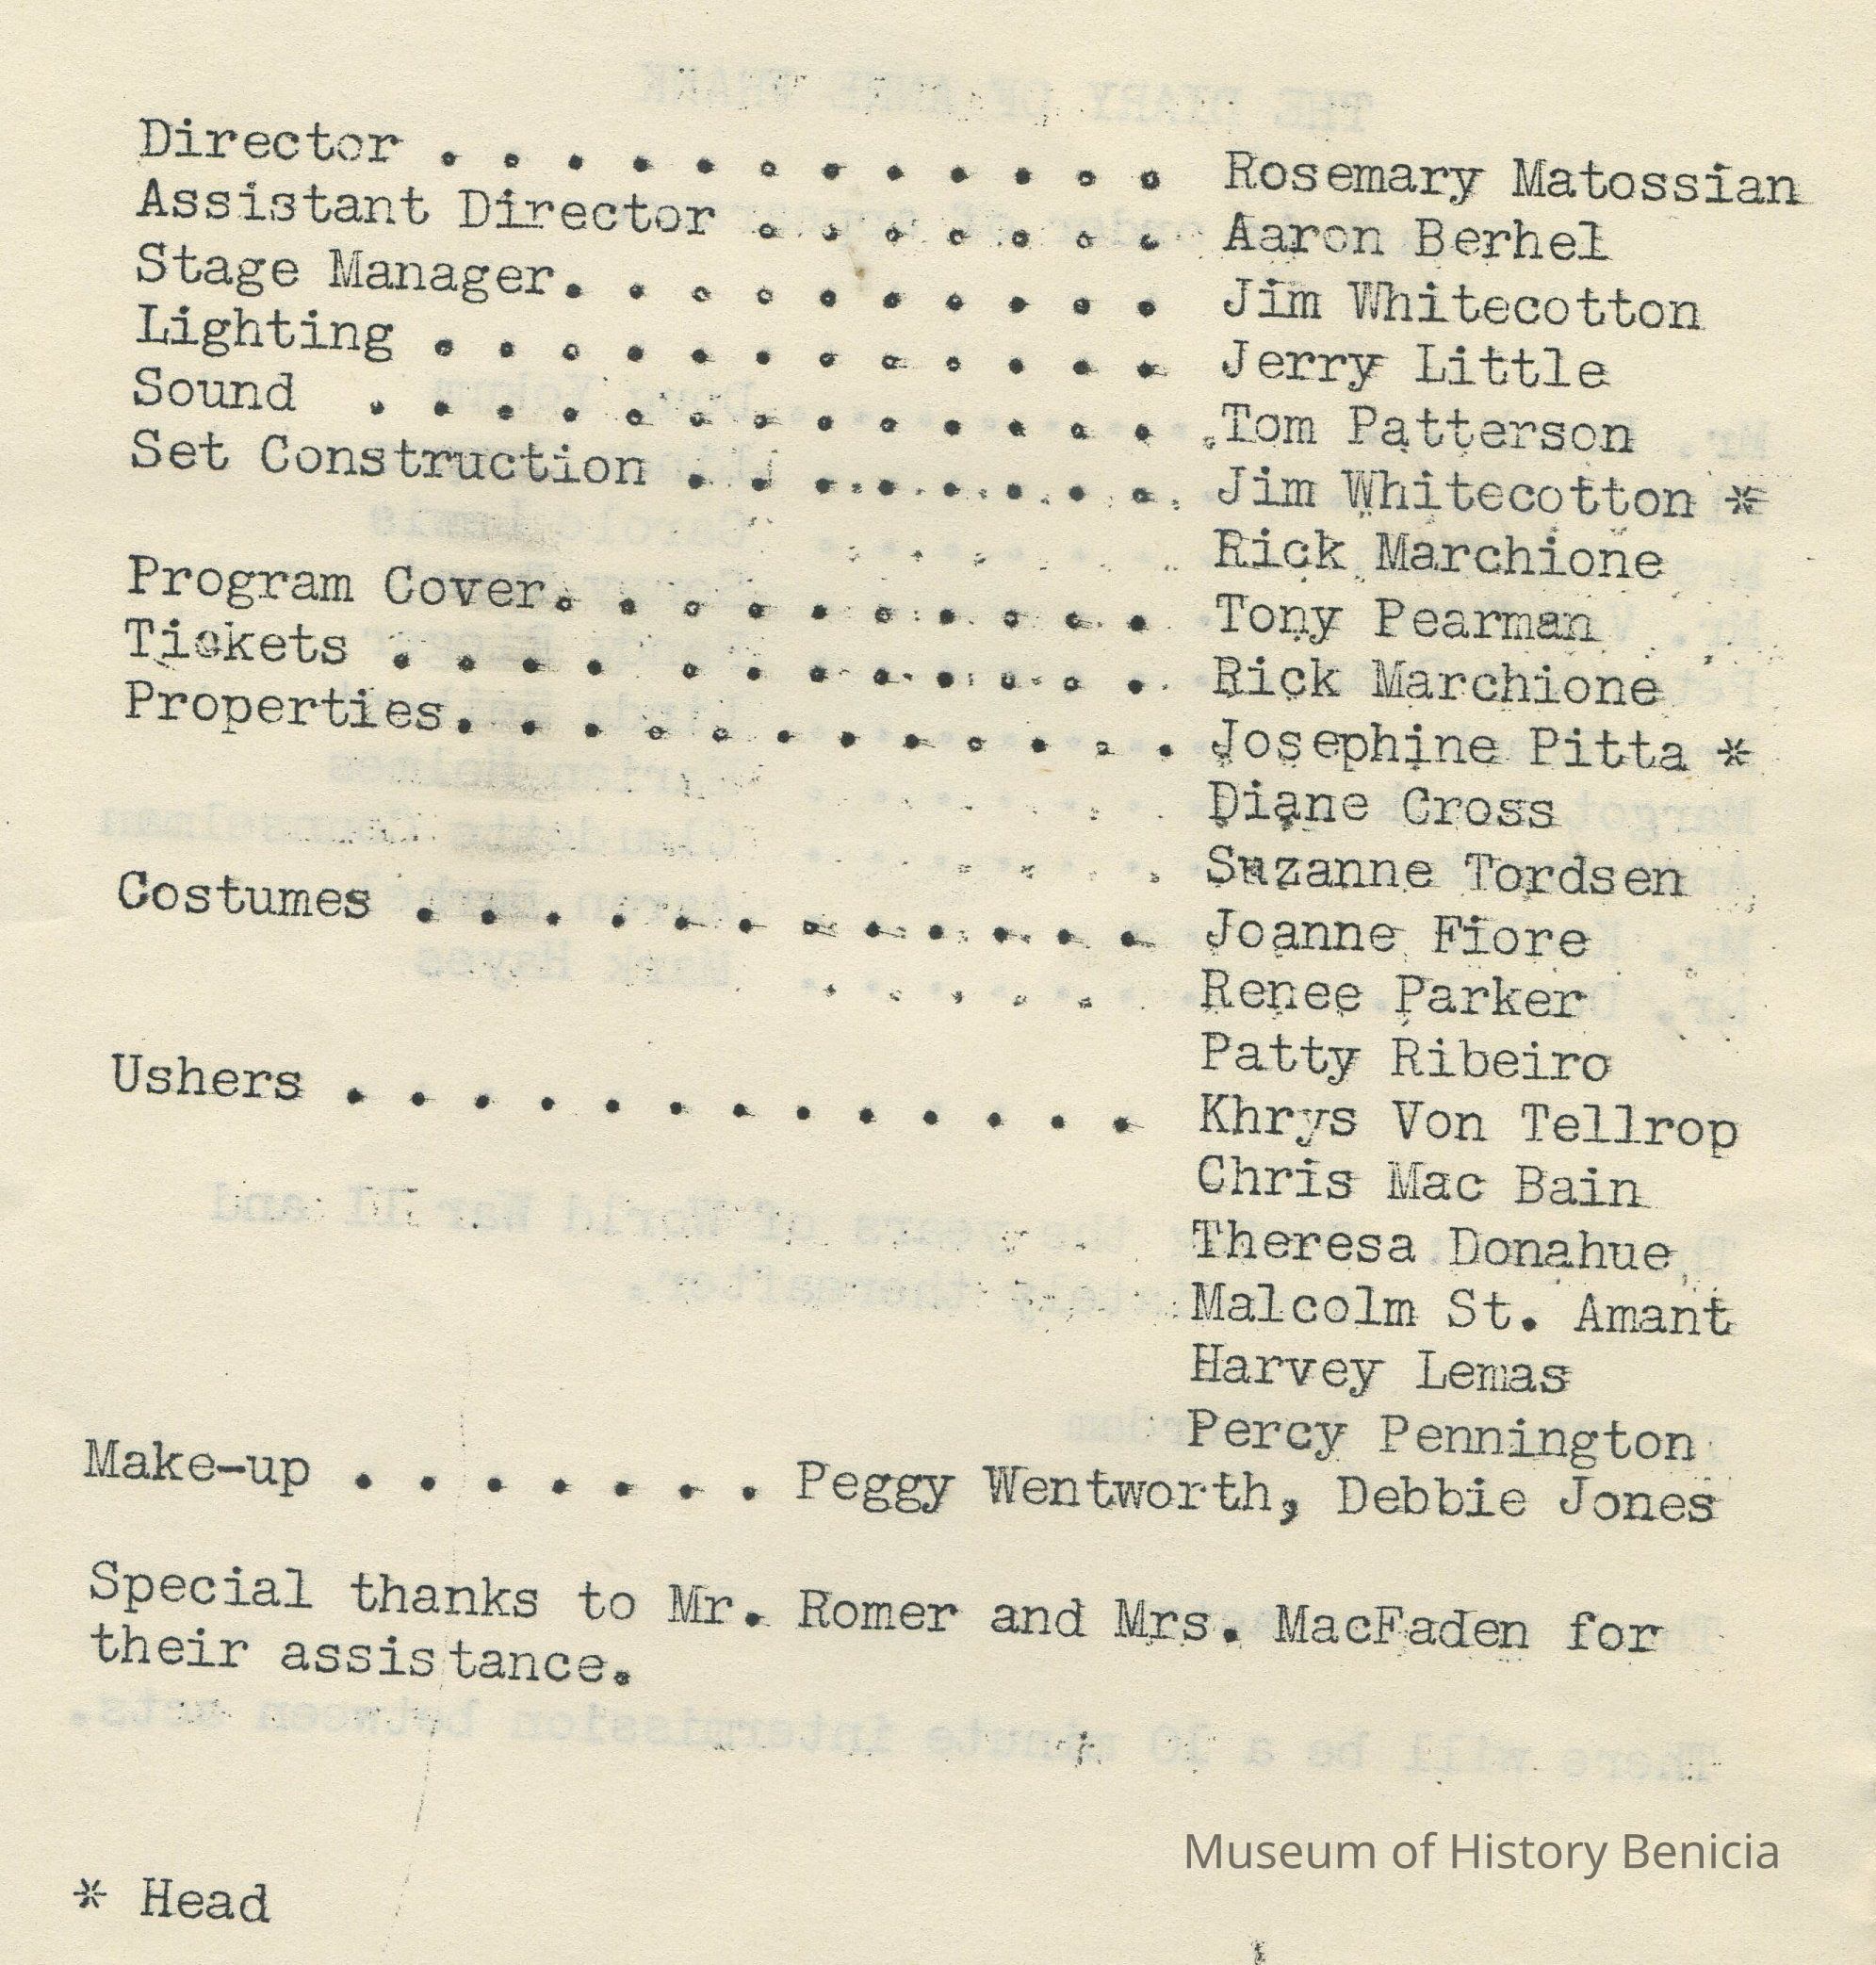 Director . . . . . . . . . . . . Rosemary Matossian
Assistant Director . . . . . . . Aaron Berhel
Stage Manager. . . . . . . . . . Jim Whitecotton
Lighting . . . . . . . . . . . . Jerry Little
Sound . . . . . . . . . . . . . Tom Patterson
Set Construction . . . . . . . . Jim Whitecotton *
Rick Marchione
Program Cover. . . . . . . . . . Tony Pearman
Tickets . . . . . . . . . . . . Rick Marchione
Properties. . . . . . . . . . . . Josephine Pitta *
Diane Cross
Suzanne Tordsen
Costumes . . . . . . . . . . . . Joanne Fiore
Renee Parker
Patty Ribeiro
Ushers . . . . . . . . . . . . . Khrys Von Tellrop
Chris Mac Bain
Theresa Donahue
Malcolm St. Amant
Harvey Lemas
Percy Pennington
Make-up . . . . . . . Peggy Wentworth, Debbie Jones
Special thanks to Mr. Romer and Mrs. MacFaden for
their assistance.
Museum of History Benicia
* Head